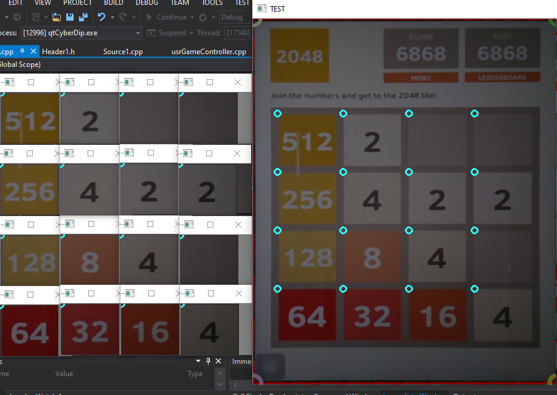 EDIT VIEW PROJECT BUILD DEBUG TEAM TOOLS
Continue Debug
[12996] qtCyberDip.exe Suspend Thread: [17140]
.cpp Header1.h Source1.cpp usrGameController.cpp
Global Scope)
512 2
256 4 2 2
128 8 4
64 32 16 4
Value Type
Imme
TEST
2048
SCORE
6868
BEST
6868
MENU
LEADERBOARD
Join the numbers and get to the 2048 tile!
512 2
256 4 2 2
128 8 4
64 32 16 4